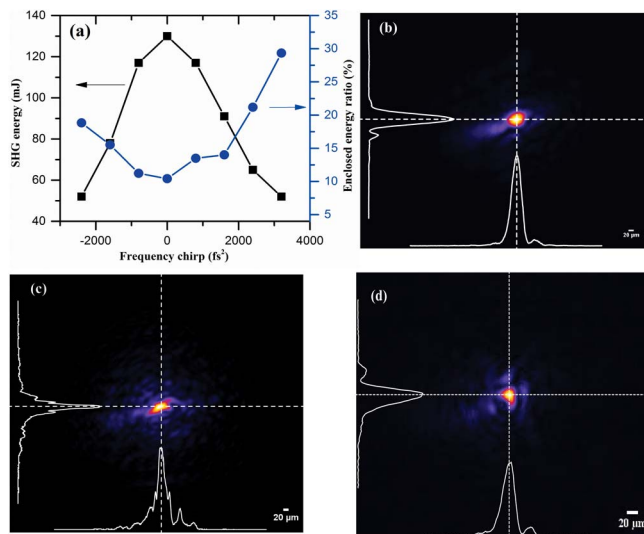 (a)
SHG energy (mJ)
140
120
100
80
60
40
-2000
0
2000
4000
Frequency chirp (fs²)
35
30
25
20
15
10
5
Enclosed energy ratio (%)
(b)
20 µm
(c)
20 µm
(d)
20 µm